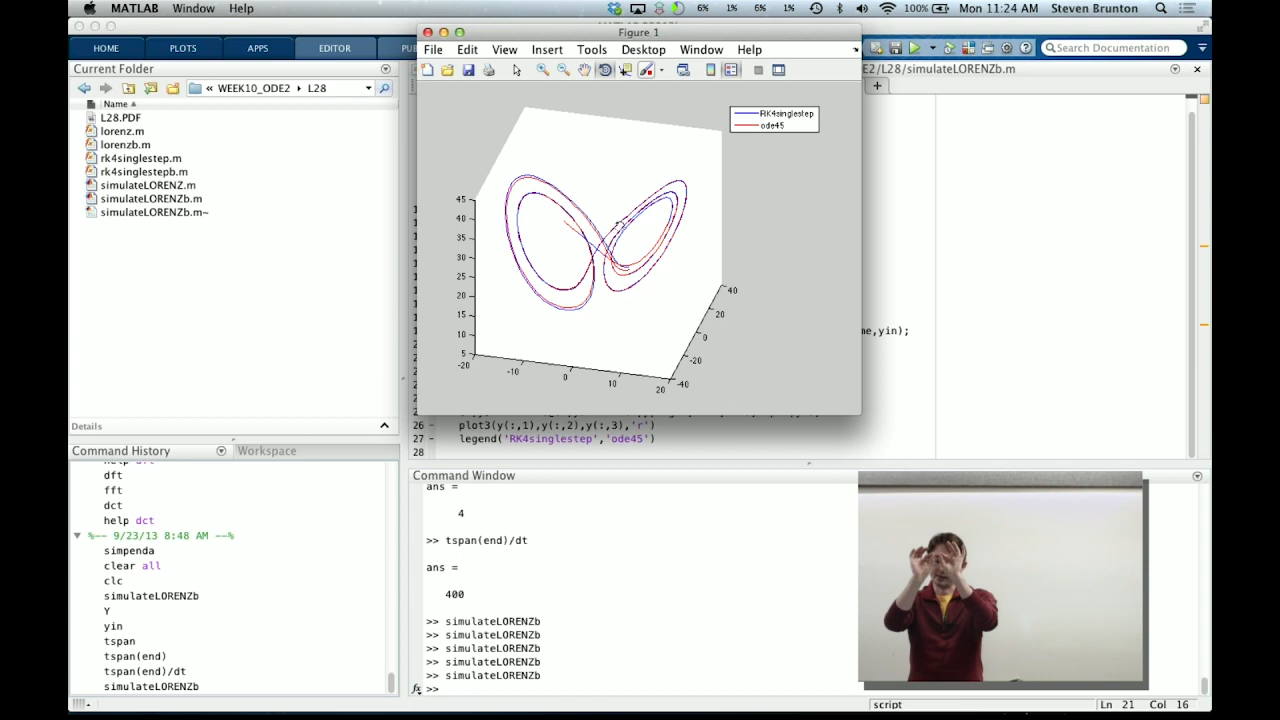 MATLAB Window Help 6% 1% 6% 1% 100% Mon 11:24 AM Steven Brunton
HOME PLOTS APPS EDITOR PU
Current Folder
« WEEK10_ODE2 ▸ L28
Name
L28.PDF
lorenz.m
lorenzb.m
rk4singlestep.m
rk4singlestepb.m
simulateLORENZ.m
simulateLORENZb.m
simulateLORENZb.m~
Details
Command History Workspace
dft
fft
dct
help dct
%-- 9/23/13 8:48 AM --%
simpenda
clear all
clc
simulateLORENZb
Y
yin
tspan
tspan(end)
tspan(end)/dt
simulateLORENZb
Figure 1
File Edit View Insert Tools Desktop Window Help
RK4singlestep
ode45
45
40
35
30
25
20
15
10
5
-20
-10
0
10
20
40
20
0
-20
-40
Search Documentation
E2/L28/simulateLORENZb.m
me,yin);
26 plot3(y(:,1),y(:,2),y(:,3),'r')
27 legend('RK4singlestep','ode45')
28
Command Window
ans =
4
>> tspan(end)/dt
ans =
400
>> simulateLORENZb
>> simulateLORENZb
>> simulateLORENZb
>> simulateLORENZb
>> simulateLORENZb
fx >>
script Ln 21 Col 16